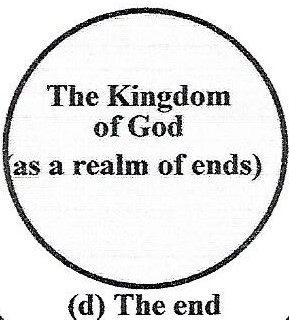 The Kingdom
of God
(as a realm of ends)
(d) The end